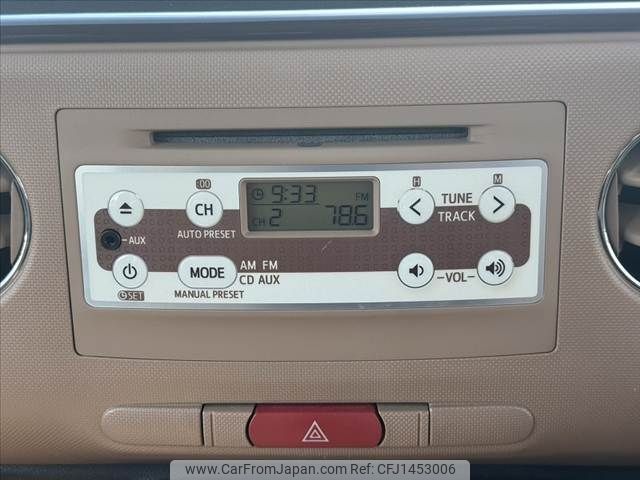 :00 H M
9:33 FM
CH TUNE
CH 2 78.6
AUTO PRESET TRACK
-AUX
MODE AM FM
CD AUX
-VOL-
SET MANUAL PRESET
www.CarFromJapan.com - CFJ1453006